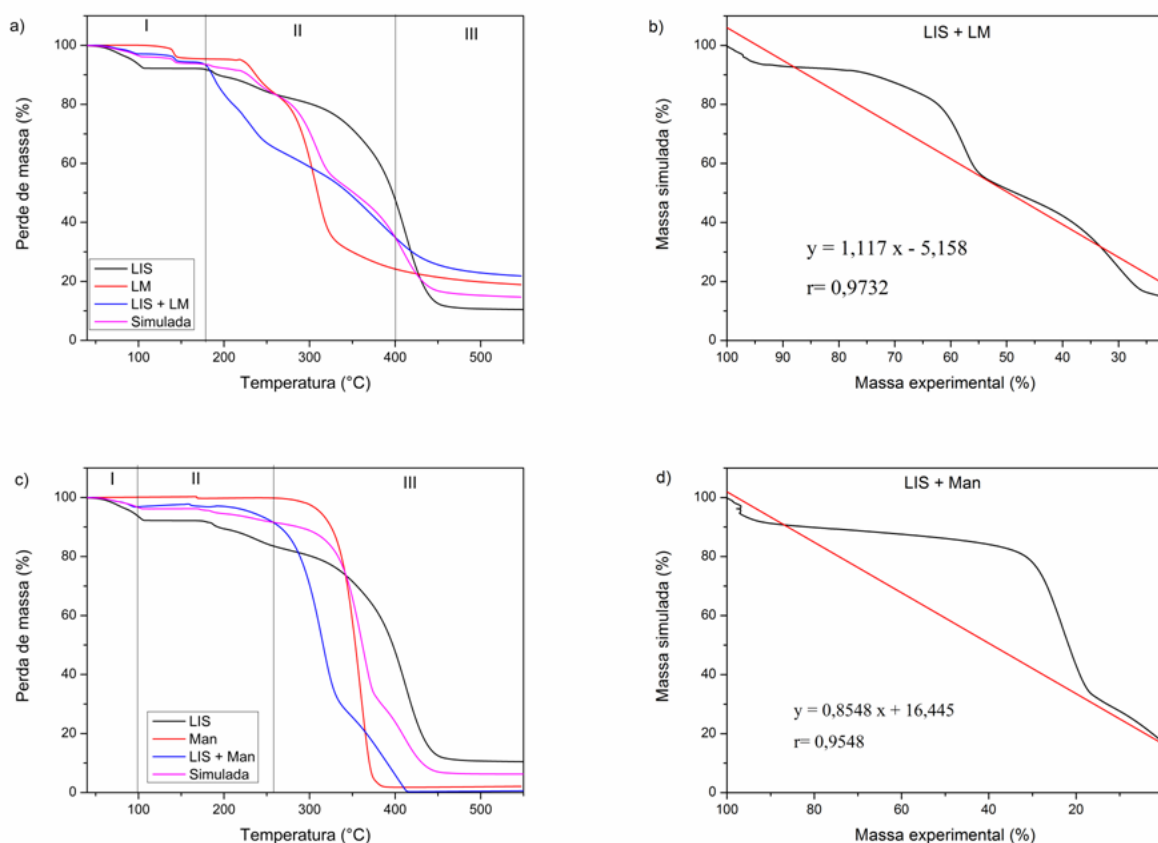 a)
I II III
Perde de massa (%)
100
80
60
40
20
0
LIS
LM
LIS + LM
Simulada
100 200 300 400 500
Temperatura (°C)
b)
LIS + LM
Massa simulada (%)
100
80
60
40
20
0
y = 1,117 x - 5,158
r= 0,9732
100 90 80 70 60 50 40 30
Massa experimental (%)
c)
I II III
Perda de massa (%)
100
80
60
40
20
0
LIS
Man
LIS + Man
Simulada
100 200 300 400 500
Temperatura (°C)
d)
LIS + Man
Massa simulada (%)
100
80
60
40
20
0
y = 0,8548 x + 16,445
r= 0,9548
100 80 60 40 20
Massa experimental (%)